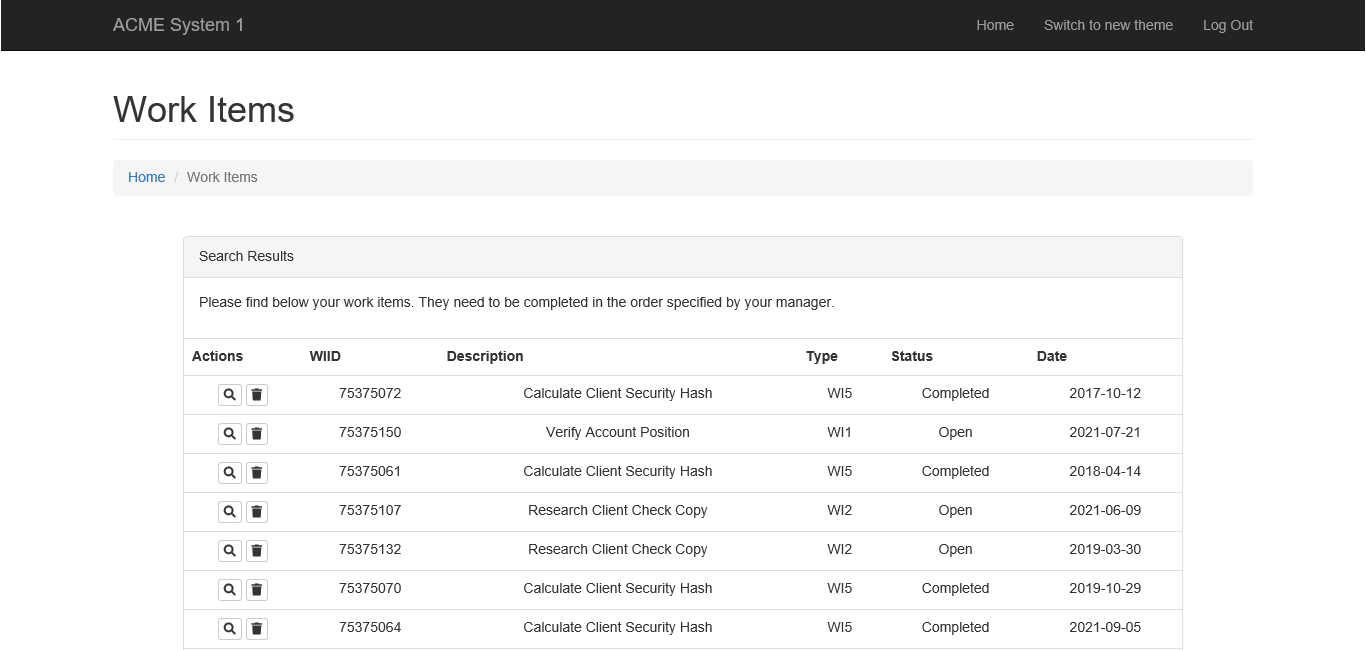 ACME System 1 Home Switch to new theme Log Out
Work Items
Home / Work Items
Search Results
Please find below your work items. They need to be completed in the order specified by your manager.
Actions WIID Description Type Status Date
75375072 Calculate Client Security Hash WI5 Completed 2017-10-12
75375150 Verify Account Position WI1 Open 2021-07-21
75375061 Calculate Client Security Hash WI5 Completed 2018-04-14
75375107 Research Client Check Copy WI2 Open 2021-06-09
75375132 Research Client Check Copy WI2 Open 2019-03-30
75375070 Calculate Client Security Hash WI5 Completed 2019-10-29
75375064 Calculate Client Security Hash WI5 Completed 2021-09-05